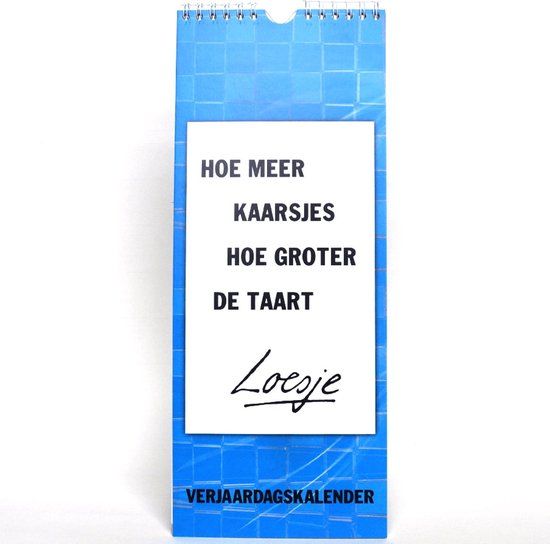 HOE MEER
KAARSJES
HOE GROTER
DE TAART
Loesje
VERJAARDAGSKALENDER